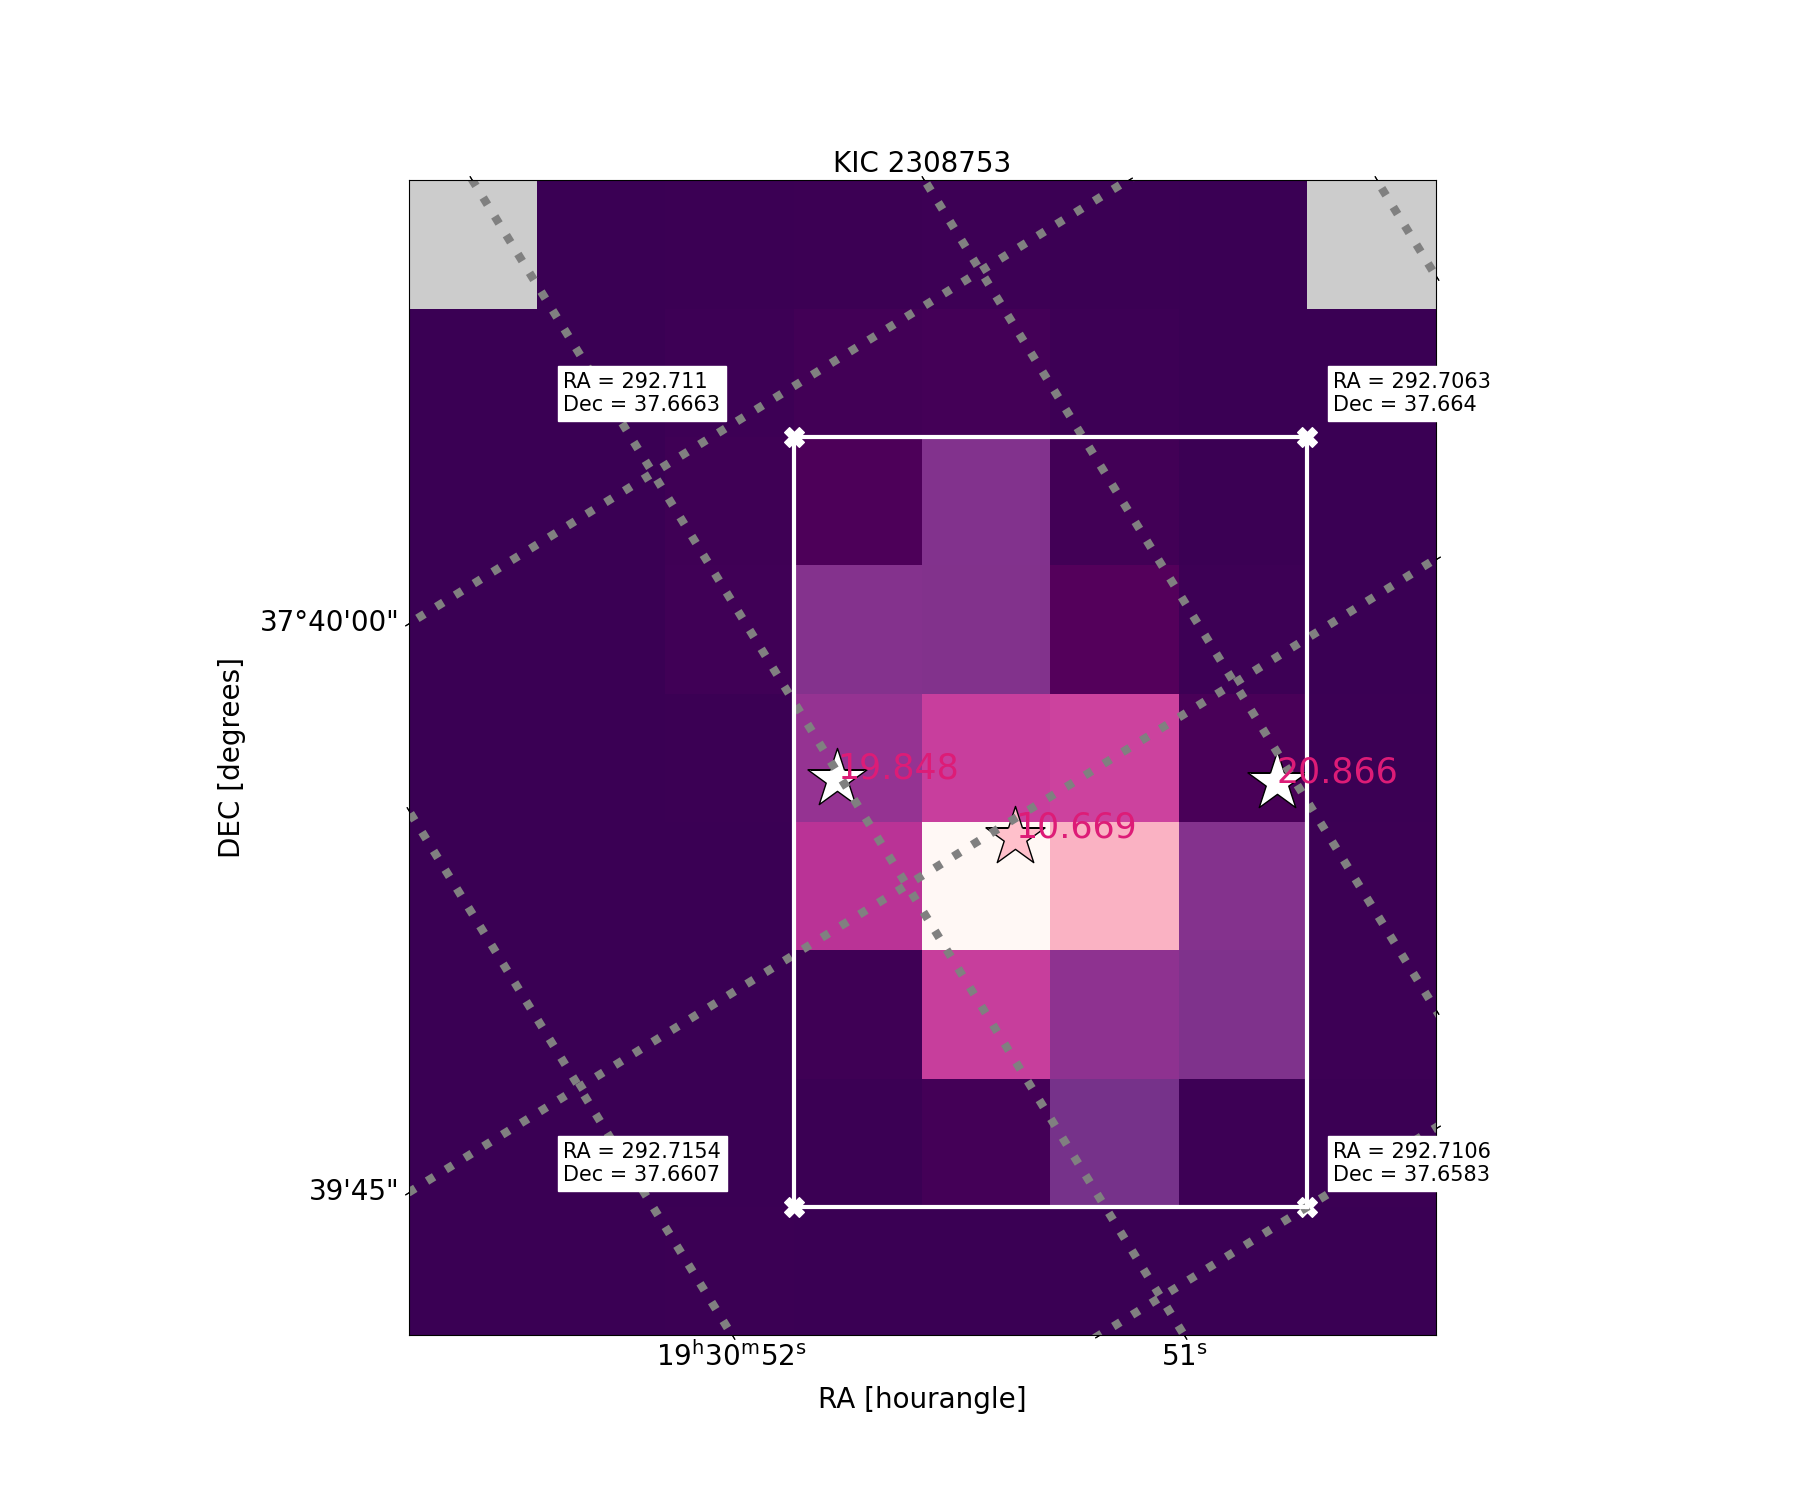 KIC 2308753
RA = 292.711
Dec = 37.6663
RA = 292.7063
Dec = 37.664
37°40'00"
19.848
20.866
10.669
DEC [degrees]
RA = 292.7154
Dec = 37.6607
RA = 292.7106
Dec = 37.6583
39'45"
19h30m52s
51s
RA [hourangle]